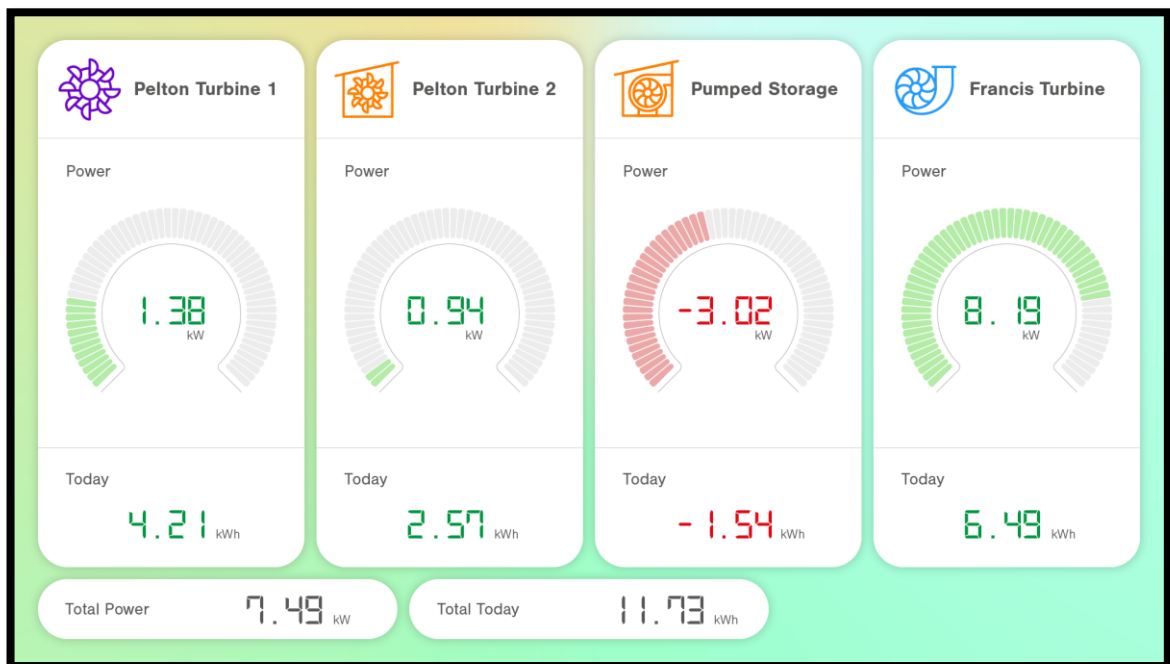 Pelton Turbine 1
Power
1.38
kW
Today
4.21 kWh
Pelton Turbine 2
Power
0.94
kW
Today
2.57 kWh
Pumped Storage
Power
-3.02
kW
Today
-1.54 kWh
Francis Turbine
Power
8.19
kW
Today
6.49 kWh
Total Power 7.49 kW
Total Today 11.73 kWh